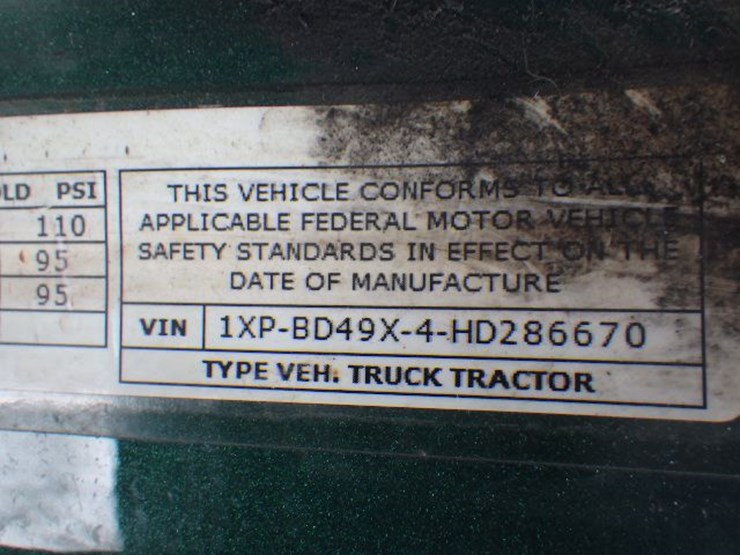 OLD PSI
110
95
95
THIS VEHICLE CONFORMS TO ALL
APPLICABLE FEDERAL MOTOR VEHICLE
SAFETY STANDARDS IN EFFECT ON THE
DATE OF MANUFACTURE
VIN 1XP-BD49X-4-HD286670
TYPE VEH: TRUCK TRACTOR